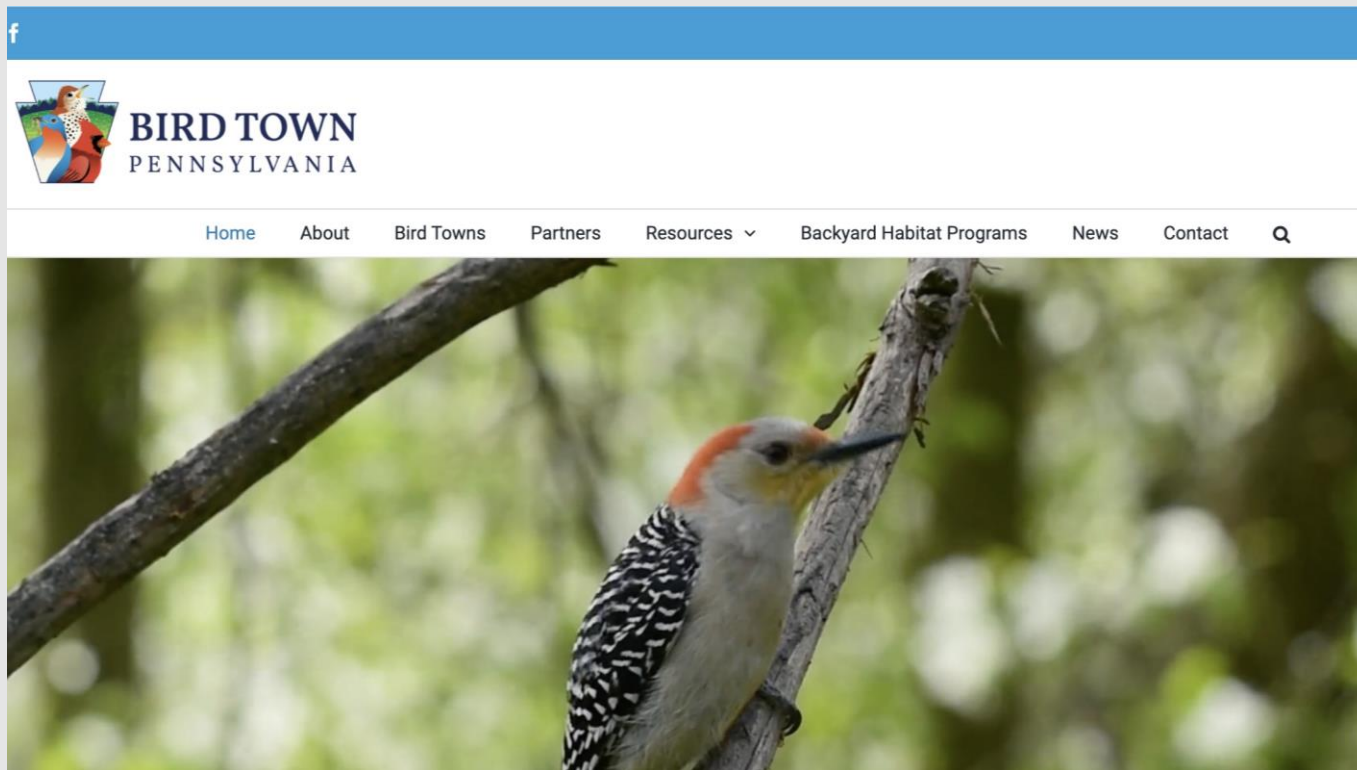 f
BIRD TOWN
PENNSYLVANIA
Home About Bird Towns Partners Resources Backyard Habitat Programs News Contact